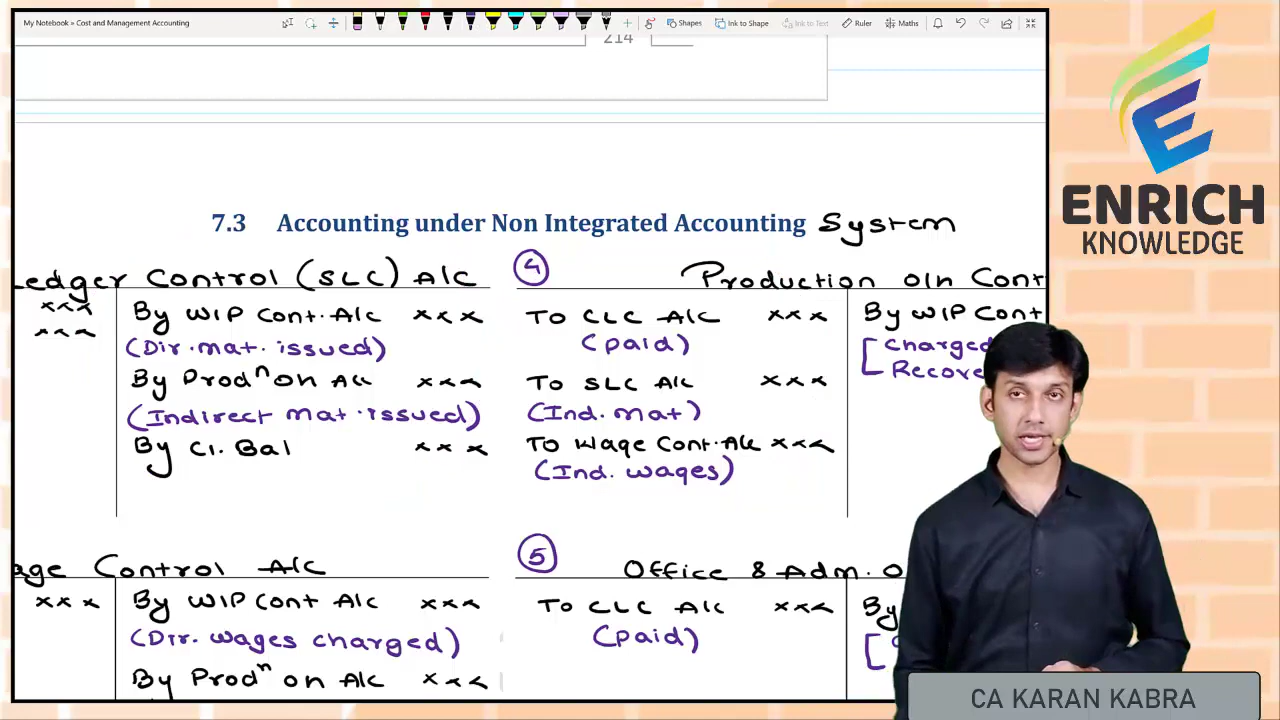 My Notebook » Cost and Management Accounting
Shapes
Ink to Shape
Ink to Text
Ruler
Maths
214
7.3 Accounting under Non Integrated Accounting System
Ledger Control (SLC) A/c
xxx By WIP Cont. A/c xxx
xxx (Dir. mat. issued)
By Prodn OH A/c xxx
(Indirect mat. issued)
By Cl. Bal xxx
4 Production OH Cont
To CLC A/c xxx By WIP Cont
(Paid) [Charged
To SLC A/c xxx Recove
(Ind. mat)
To Wage Cont. A/c xxx
(Ind. wages)
age Control A/c
xxx By WIP Cont A/c xxx
(Dir. wages charged)
By Prodn OH A/c xxx
5 Office & Adm. O
To CLC A/c xxx By
(Paid)
ENRICH
KNOWLEDGE
CA KARAN KABRA